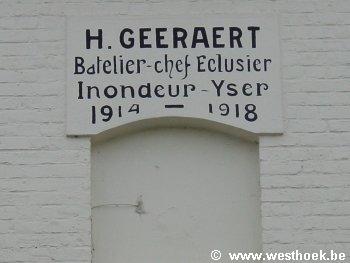 H. GEERAERT
Batelier-chef Eclusier
Inondeur-Yser
1914 — 1918
© www.westhoek.be